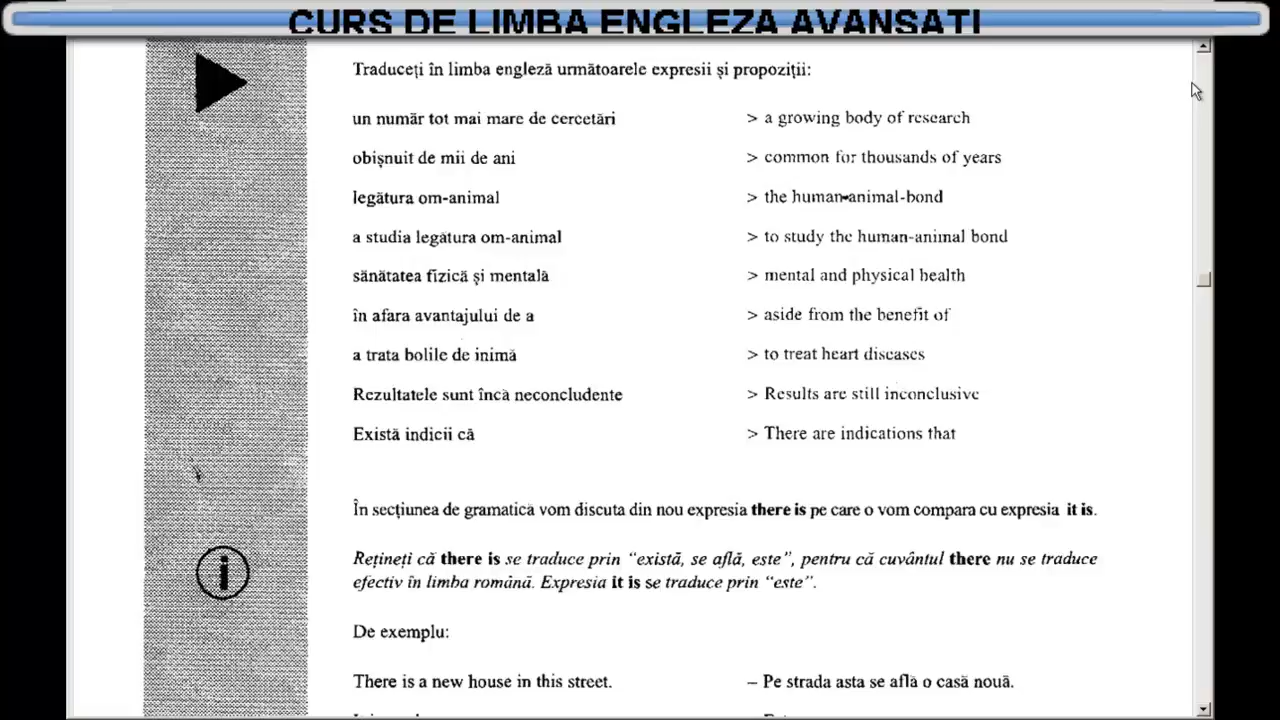 CURS DE LIMBA ENGLEZA AVANSATI
Traduceți în limba engleză următoarele expresii și propoziții:
un număr tot mai mare de cercetări > a growing body of research
obișnuit de mii de ani > common for thousands of years
legătura om-animal > the human-animal-bond
a studia legătura om-animal > to study the human-animal bond
sănătatea fizică și mentală > mental and physical health
în afara avantajului de a > aside from the benefit of
a trata bolile de inimă > to treat heart diseases
Rezultatele sunt încă neconcludente > Results are still inconclusive
Există indicii că > There are indications that
În secțiunea de gramatică vom discuta din nou expresia there is pe care o vom compara cu expresia it is.
Rețineți că there is se traduce prin “există, se află, este”, pentru că cuvântul there nu se traduce
efectiv în limba română. Expresia it is se traduce prin “este”.
De exemplu:
There is a new house in this street. – Pe strada asta se află o casă nouă.